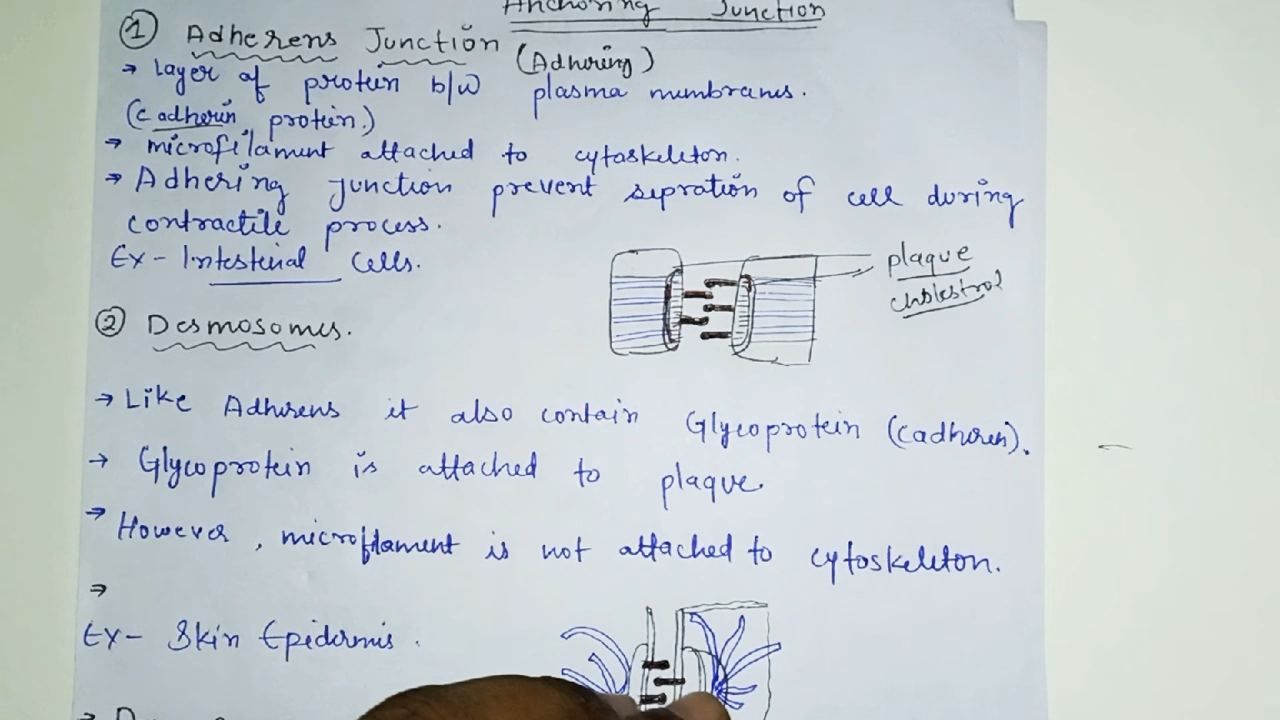 Anchoring Junction
① Adherens Junction (Adhering)
→ Layer of protein b/w plasma membranes.
(cadherin protein.)
→ microfilament attached to cytoskeleton.
→ Adhering junction prevent sepration of cell during
contractile process.
Ex- Intestinal cells.
plaque
cholestrol
② Desmosomes.
→ Like Adherens it also contain Glycoprotein (cadheren).
→ Glycoprotein is attached to plaque
→ However, microfilament is not attached to cytoskeleton.
→
Ex- Skin Epidermis.